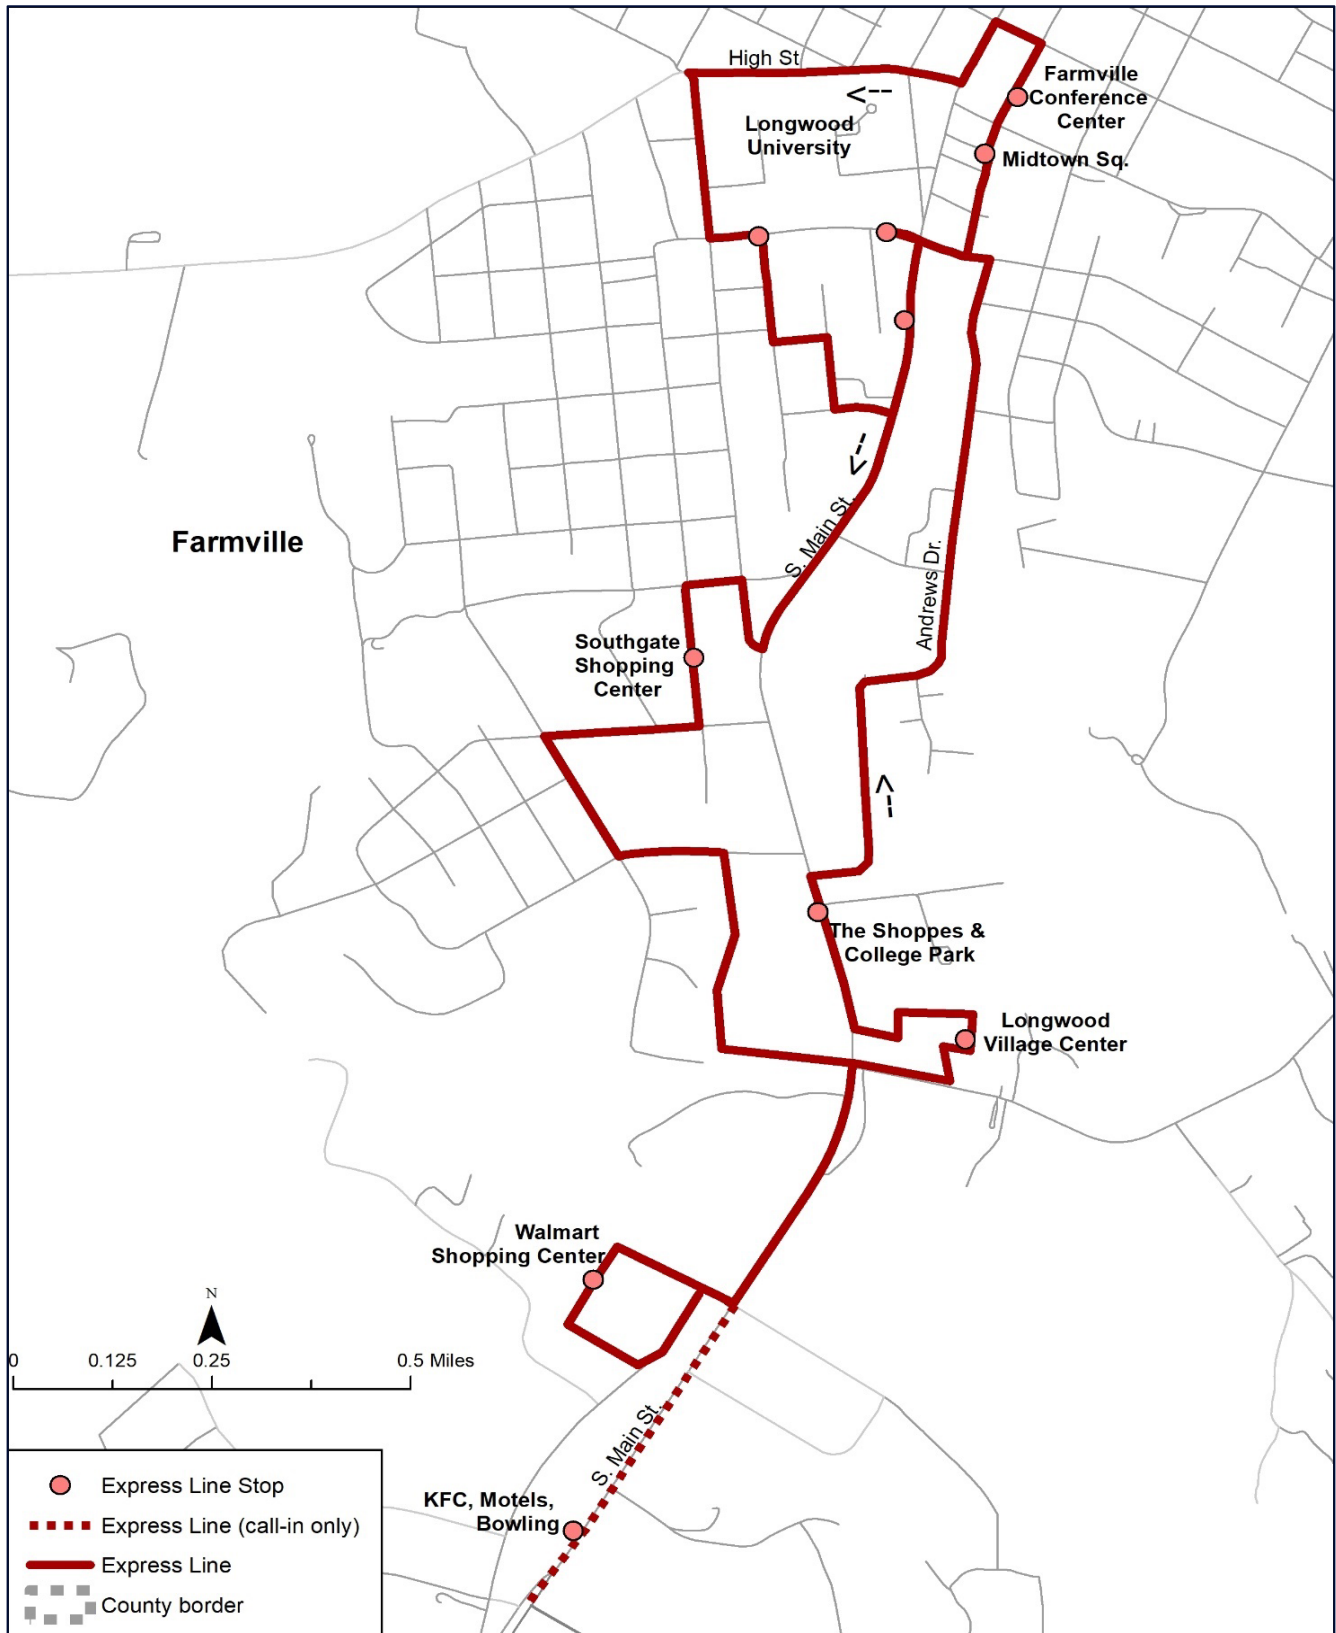 High St
Farmville
Conference
Center
<--
Longwood
University
Midtown Sq.
<--
S. Main St.
Farmville
Andrews Dr.
Southgate
Shopping
Center
<--
The Shoppes &
College Park
Longwood
Village Center
Walmart
Shopping Center
N
0 0.125 0.25 0.5 Miles
S. Main St.
KFC, Motels,
Bowling
Express Line Stop
Express Line (call-in only)
Express Line
County border